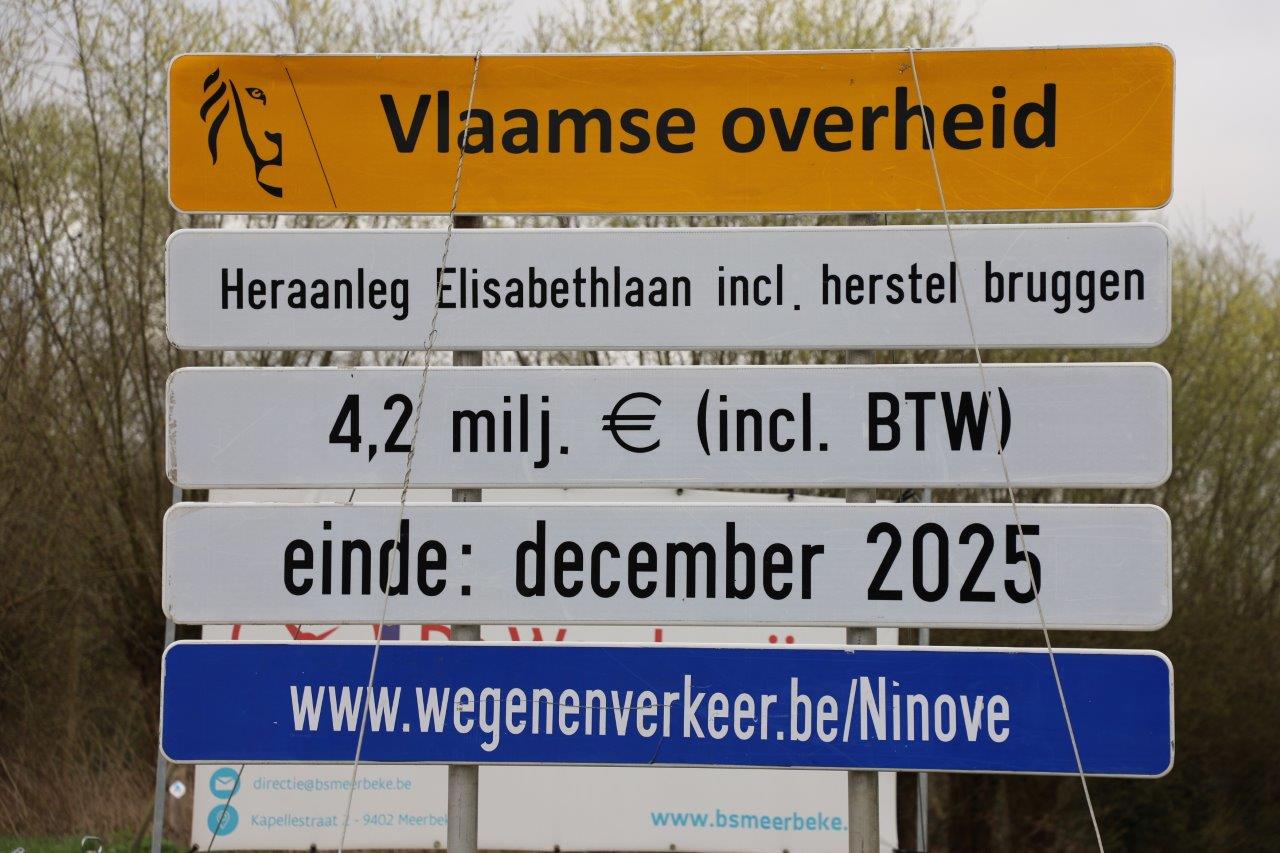 Vlaamse overheid
Heraanleg Elisabethlaan incl. herstel bruggen
4,2 milj. € (incl. BTW)
einde: december 2025
www.wegenenverkeer.be/Ninove
directie@bsmeerbeke.be
Kapellestraat 2 - 9402 Meerbek
www.bsmeerbeke.